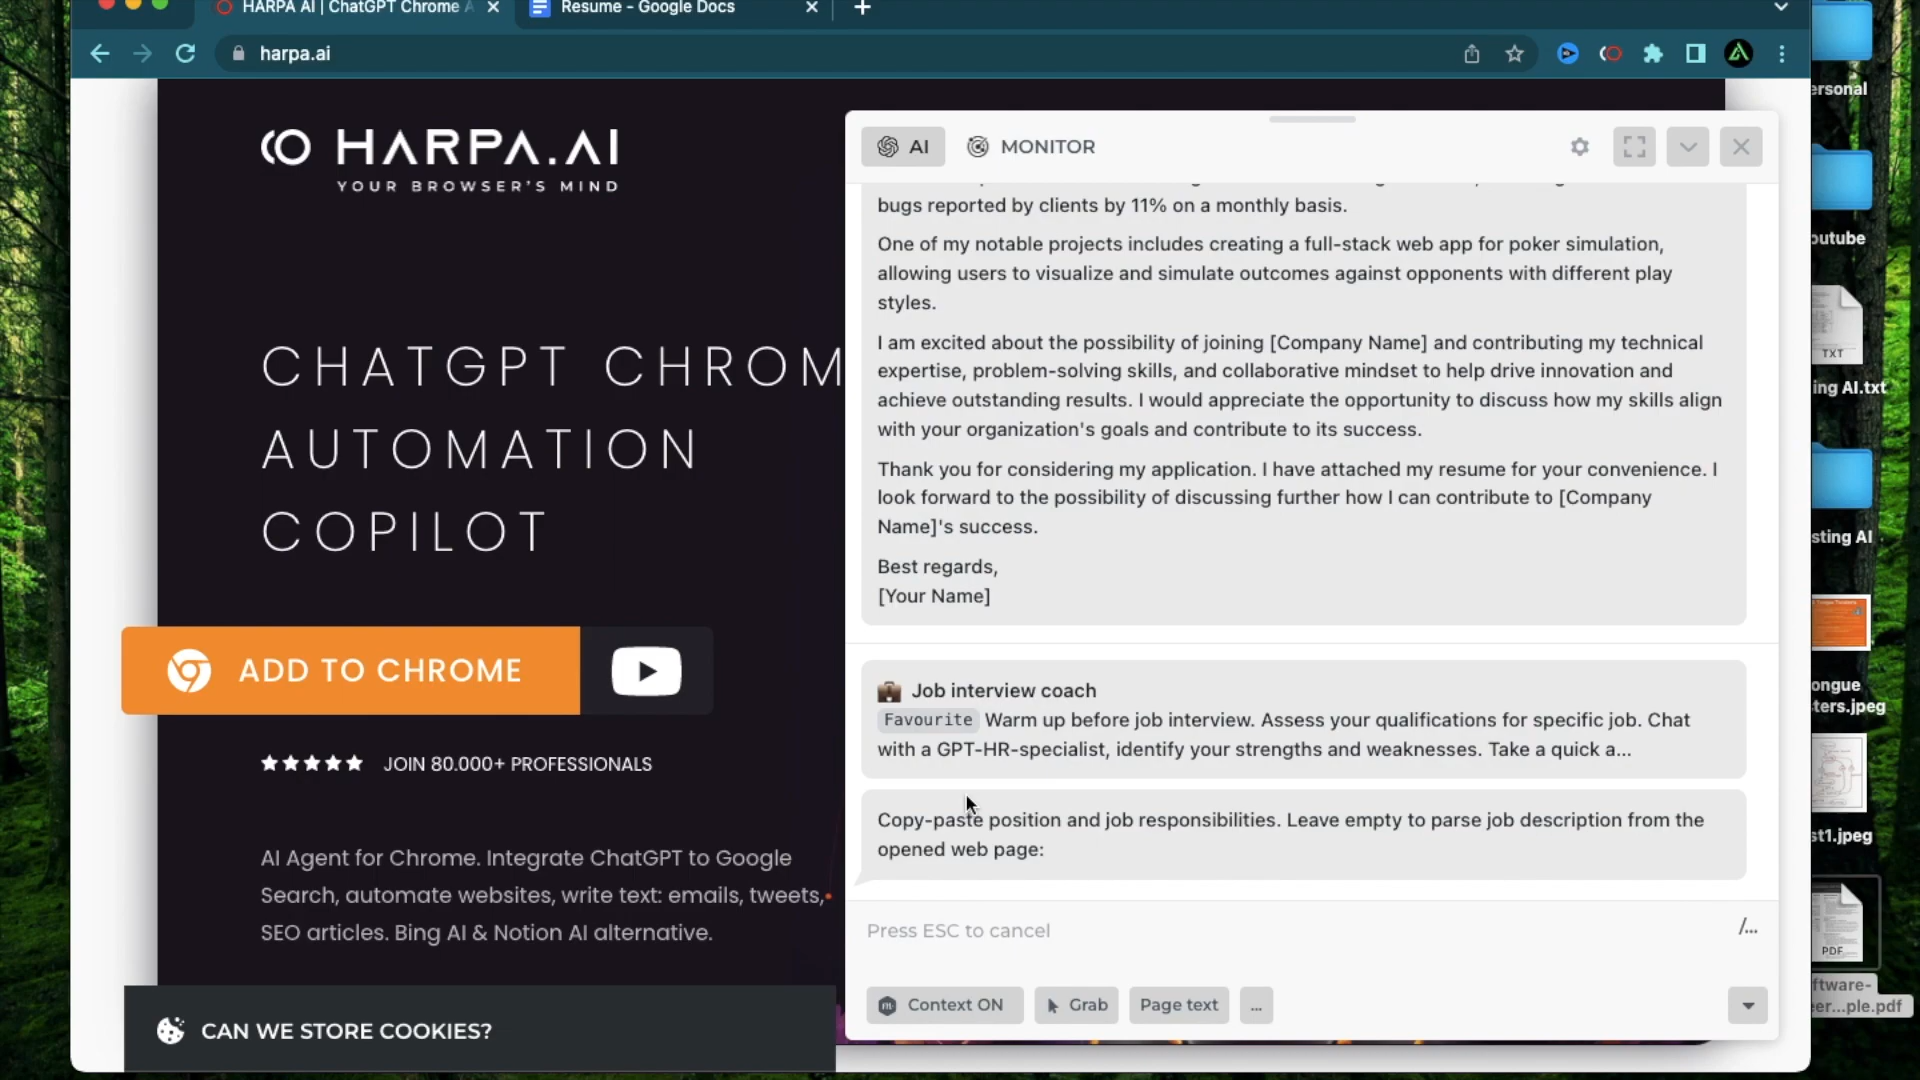 HARPA AI | ChatGPT Chrome A
Resume - Google Docs
harpa.ai
HARPA.AI
YOUR BROWSER'S MIND
CHATGPT CHROM
AUTOMATION
COPILOT
ADD TO CHROME
JOIN 80.000+ PROFESSIONALS
AI Agent for Chrome. Integrate ChatGPT to Google
Search, automate websites, write text: emails, tweets,
SEO articles. Bing AI & Notion AI alternative.
CAN WE STORE COOKIES?
AI
MONITOR
bugs reported by clients by 11% on a monthly basis.
One of my notable projects includes creating a full-stack web app for poker simulation,
allowing users to visualize and simulate outcomes against opponents with different play
styles.
I am excited about the possibility of joining [Company Name] and contributing my technical
expertise, problem-solving skills, and collaborative mindset to help drive innovation and
achieve outstanding results. I would appreciate the opportunity to discuss how my skills align
with your organization's goals and contribute to its success.
Thank you for considering my application. I have attached my resume for your convenience. I
look forward to the possibility of discussing further how I can contribute to [Company
Name]'s success.
Best regards,
[Your Name]
Job interview coach
Favourite Warm up before job interview. Assess your qualifications for specific job. Chat
with a GPT-HR-specialist, identify your strengths and weaknesses. Take a quick a...
Copy-paste position and job responsibilities. Leave empty to parse job description from the
opened web page:
Press ESC to cancel
/...
Context ON
Grab
Page text
...
ersonal
outube
TXT
ing AI.txt
sting AI
ongue
ters.jpeg
st1.jpeg
PDF
ftware-
eer...ple.pdf